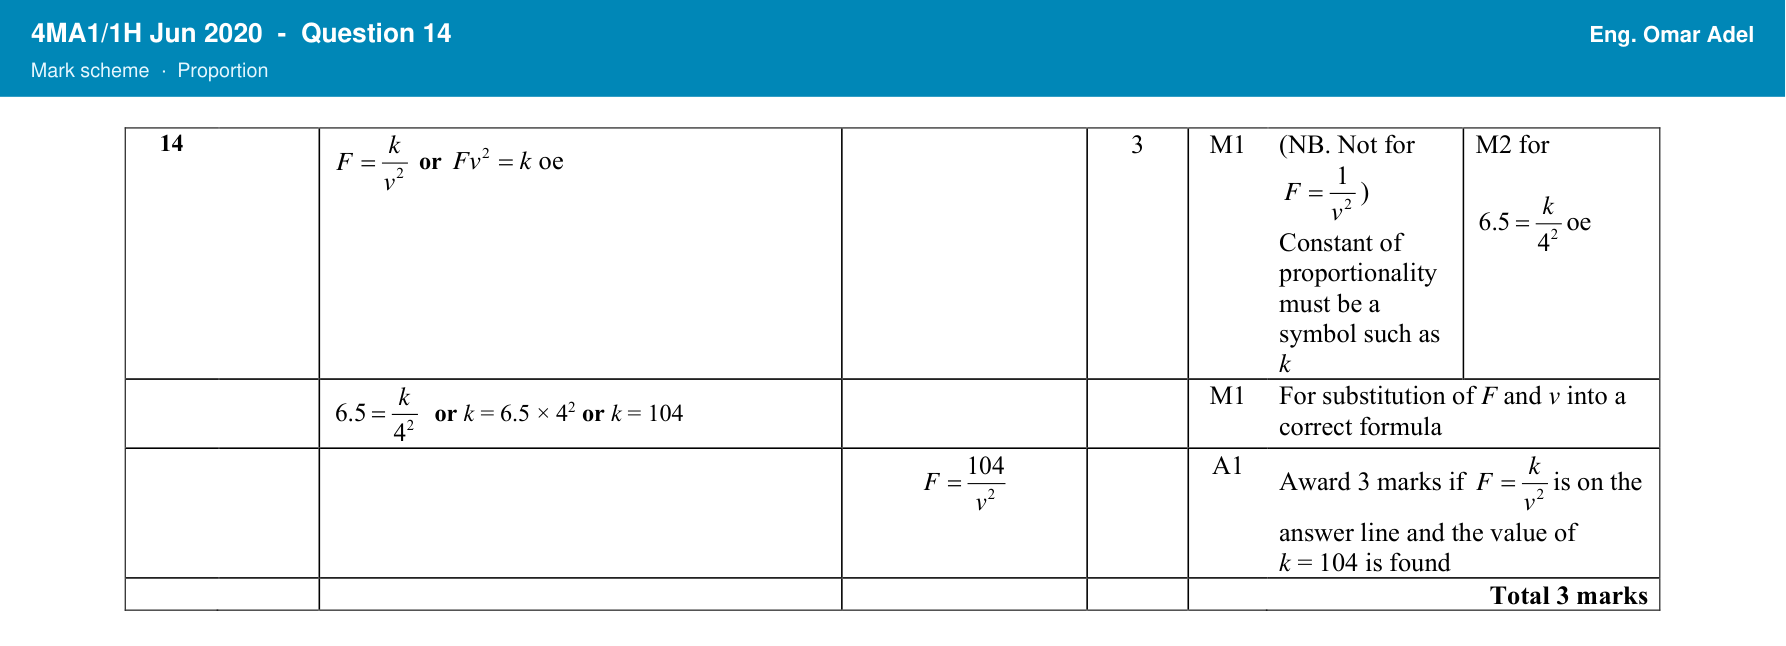 4MA1/1H Jun 2020 - Question 14
Eng. Omar Adel
Mark scheme · Proportion
14
F = k/v² or Fv² = k oe
3
M1
(NB. Not for
F = 1/v² )
Constant of
proportionality
must be a
symbol such as
k
M2 for
6.5 = k/4² oe
6.5 = k/4² or k = 6.5 × 4² or k = 104
M1
For substitution of F and v into a
correct formula
F = 104/v²
A1
Award 3 marks if F = k/v² is on the
answer line and the value of
k = 104 is found
Total 3 marks